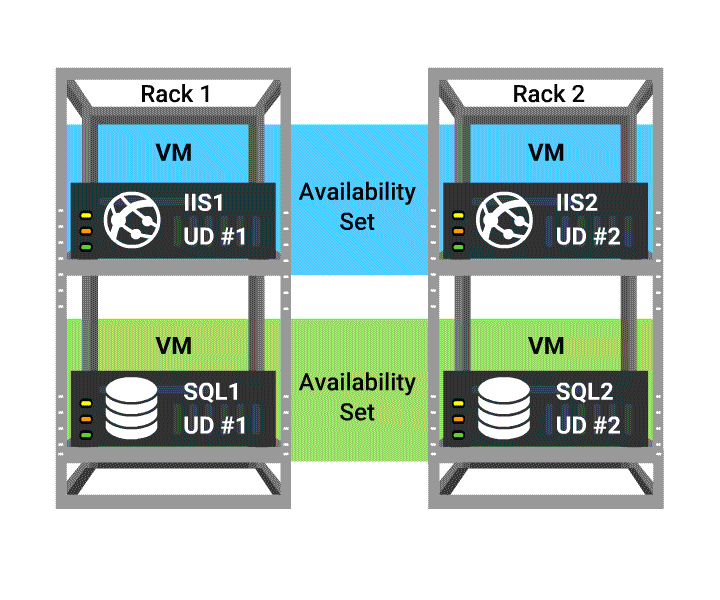 Rack 1
Rack 2
VM
VM
Availability
Set
IIS1
UD #1
IIS2
UD #2
VM
VM
Availability
Set
SQL1
UD #1
SQL2
UD #2